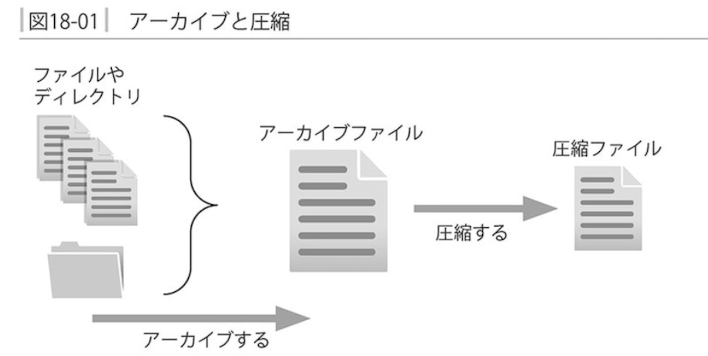 図18-01 アーカイブと圧縮
ファイルや
ディレクトリ
アーカイブファイル
圧縮ファイル
圧縮する
アーカイブする